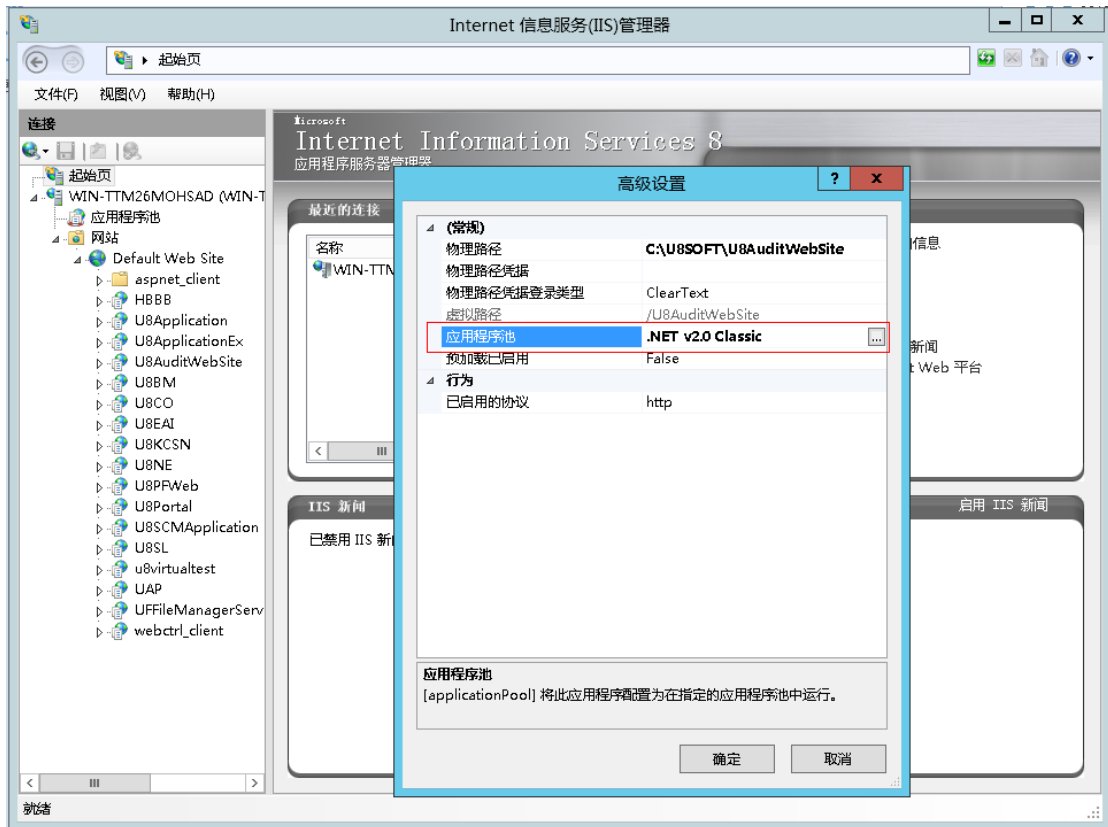 Internet 信息服务(IIS)管理器
起始页
文件(F) 视图(V) 帮助(H)
连接
起始页
WIN-TTM26MOHSAD (WIN-T
应用程序池
网站
Default Web Site
aspnet_client
HBBB
U8Application
U8ApplicationEx
U8AuditWebSite
U8BM
U8CO
U8EAI
U8KCSN
U8NE
U8PFWeb
U8Portal
U8SCMApplication
U8SL
u8virtualtest
UAP
UFFileManagerServ
webctrl_client
就绪
Microsoft
Internet Information Services 8
应用程序服务器管理器
最近的连接
名称
WIN-TTM
IIS 新闻
已禁用 IIS 新
信息
新闻
t Web 平台
启用 IIS 新闻
高级设置
(常规)
物理路径 C:\U8SOFT\U8AuditWebSite
物理路径凭据
物理路径凭据登录类型 ClearText
虚拟路径 /U8AuditWebSite
应用程序池 .NET v2.0 Classic ...
预加载已启用 False
行为
已启用的协议 http
应用程序池
[applicationPool] 将此应用程序配置为在指定的应用程序池中运行。
确定 取消